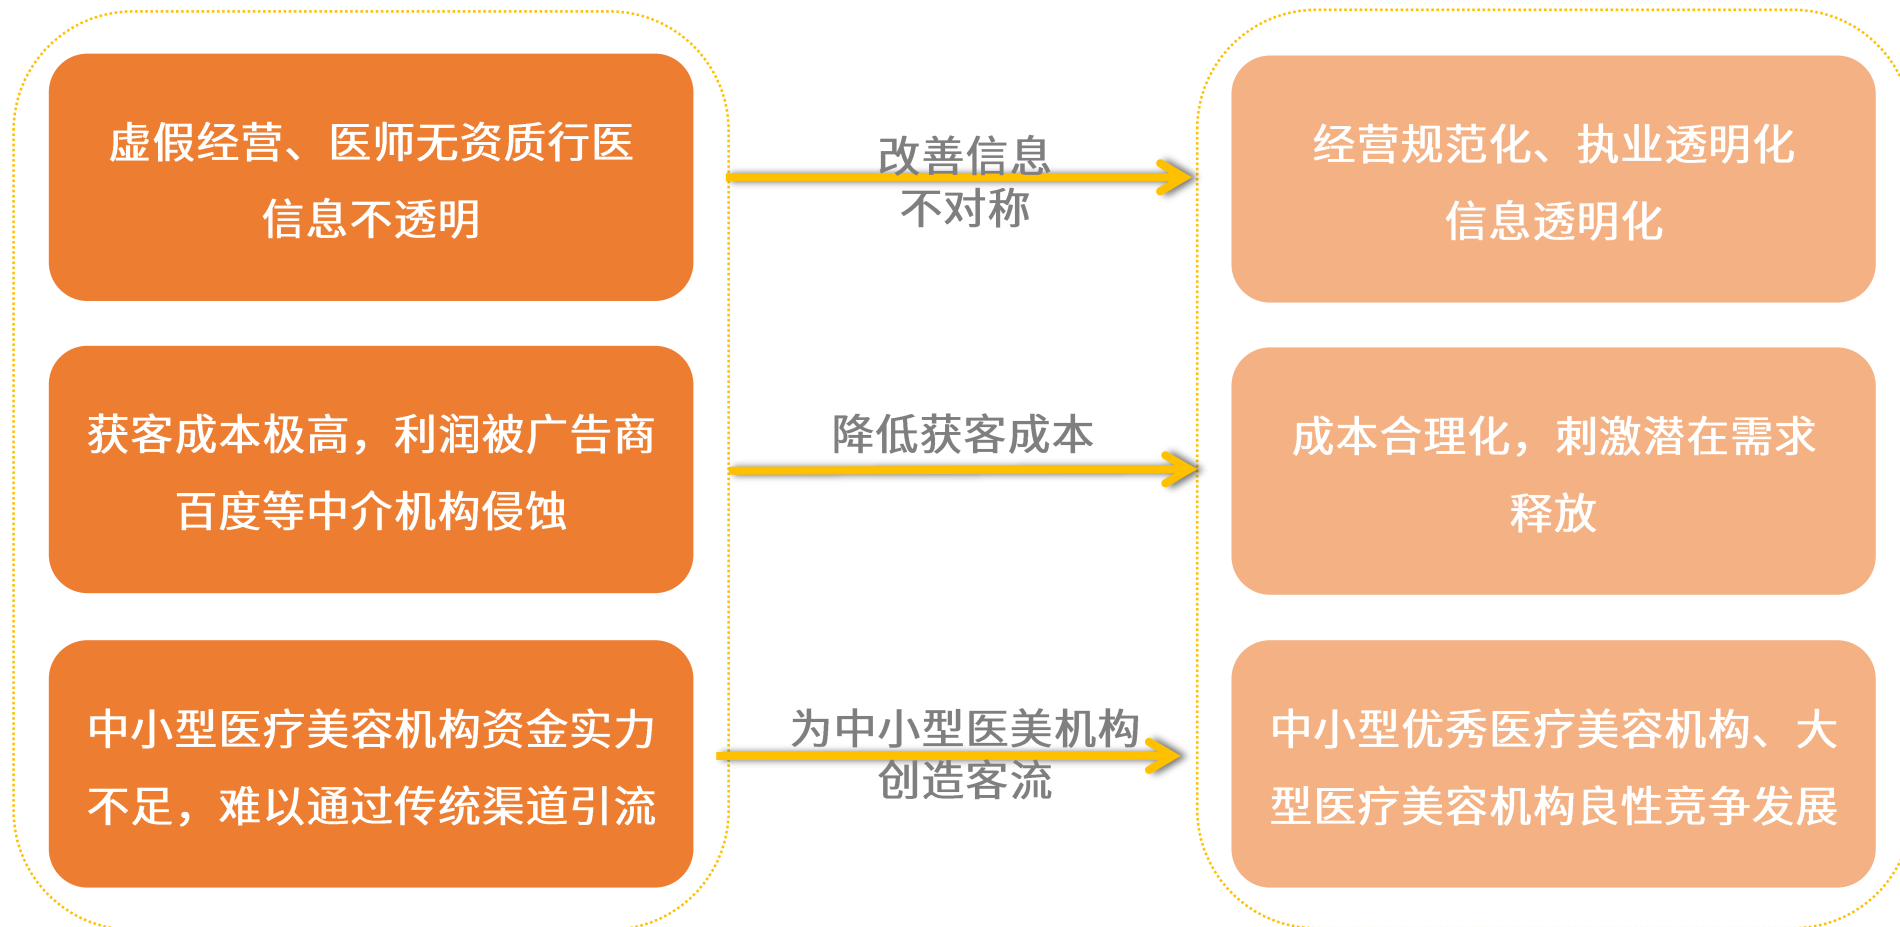 虚假经营、医师无资质行医
信息不透明
改善信息
不对称
经营规范化、执业透明化
信息透明化
获客成本极高，利润被广告商
百度等中介机构侵蚀
降低获客成本
成本合理化，刺激潜在需求
释放
中小型医疗美容机构资金实力
不足，难以通过传统渠道引流
为中小型医美机构
创造客流
中小型优秀医疗美容机构、大
型医疗美容机构良性竞争发展